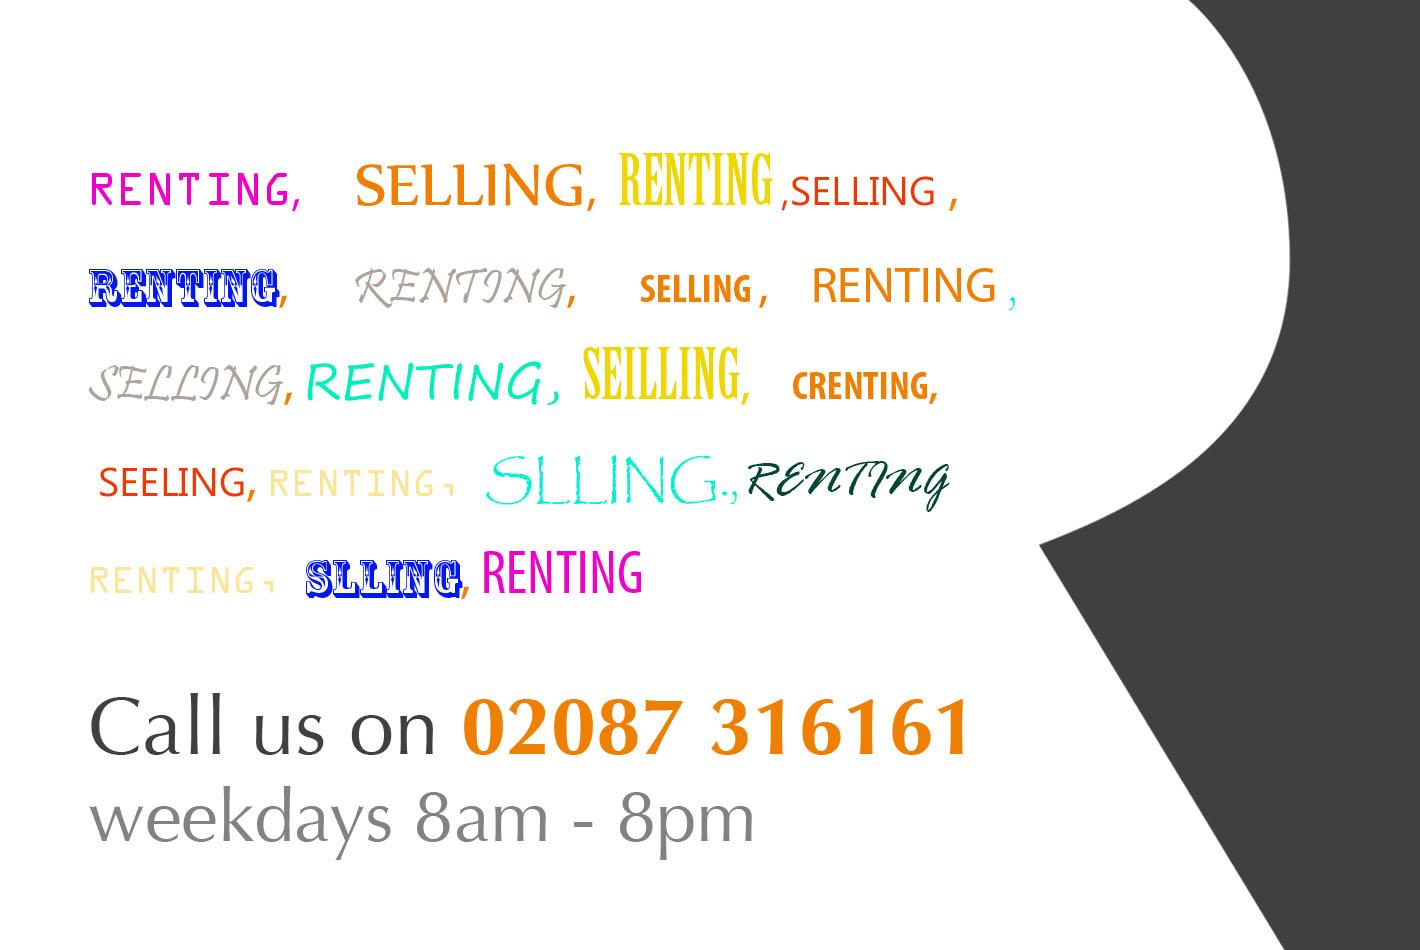 RENTING, SELLING, RENTING ,SELLING ,
RENTING, RENTING, SELLING , RENTING ,
SELLING, RENTING, SEILLING, CRENTING,
SEELING, RENTING, SLLING., RENTING
RENTING, SLLING, RENTING
Call us on 02087 316161
weekdays 8am - 8pm